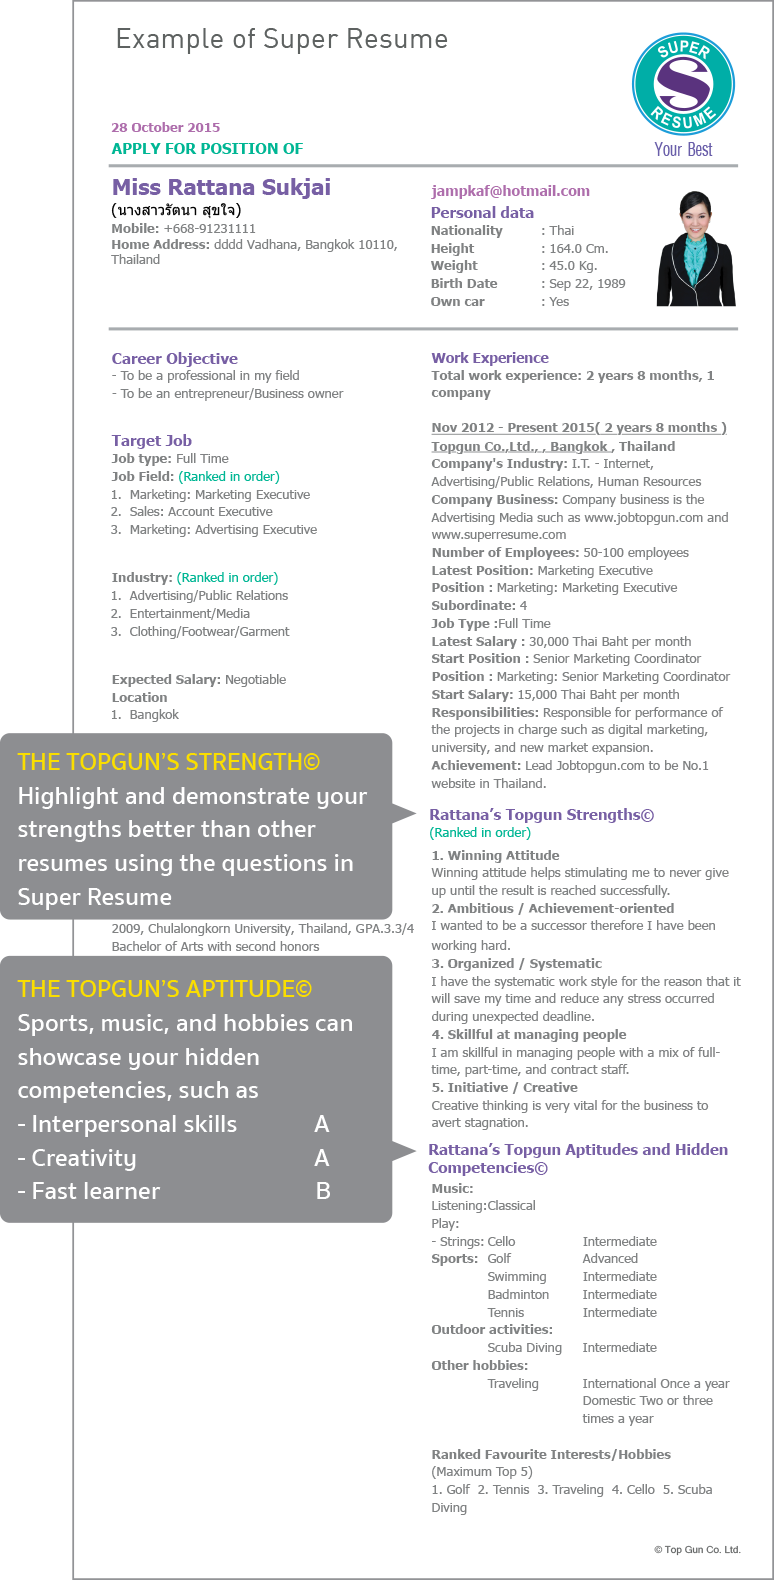 Example of Super Resume
SUPER
S
RESUME
Your Best
28 October 2015
APPLY FOR POSITION OF
Miss Rattana Sukjai
(นางสาวรัตนา สุขใจ)
Mobile: +668-91231111
Home Address: dddd Vadhana, Bangkok 10110,
Thailand
jampkaf@hotmail.com
Personal data
Nationality : Thai
Height : 164.0 Cm.
Weight : 45.0 Kg.
Birth Date : Sep 22, 1989
Own car : Yes
Career Objective
- To be a professional in my field
- To be an entrepreneur/Business owner
Target Job
Job type: Full Time
Job Field: (Ranked in order)
1. Marketing: Marketing Executive
2. Sales: Account Executive
3. Marketing: Advertising Executive
Industry: (Ranked in order)
1. Advertising/Public Relations
2. Entertainment/Media
3. Clothing/Footwear/Garment
Expected Salary: Negotiable
Location
1. Bangkok
THE TOPGUN'S STRENGTH©
Highlight and demonstrate your
strengths better than other
resumes using the questions in
Super Resume
2009, Chulalongkorn University, Thailand, GPA.3.3/4
Bachelor of Arts with second honors
THE TOPGUN'S APTITUDE©
Sports, music, and hobbies can
showcase your hidden
competencies, such as
- Interpersonal skills A
- Creativity A
- Fast learner B
Work Experience
Total work experience: 2 years 8 months, 1
company
Nov 2012 - Present 2015( 2 years 8 months )
Topgun Co.,Ltd., , Bangkok , Thailand
Company's Industry: I.T. - Internet,
Advertising/Public Relations, Human Resources
Company Business: Company business is the
Advertising Media such as www.jobtopgun.com and
www.superresume.com
Number of Employees: 50-100 employees
Latest Position: Marketing Executive
Position : Marketing: Marketing Executive
Subordinate: 4
Job Type :Full Time
Latest Salary : 30,000 Thai Baht per month
Start Position : Senior Marketing Coordinator
Position : Marketing: Senior Marketing Coordinator
Start Salary: 15,000 Thai Baht per month
Responsibilities: Responsible for performance of
the projects in charge such as digital marketing,
university, and new market expansion.
Achievement: Lead Jobtopgun.com to be No.1
website in Thailand.
Rattana's Topgun Strengths©
(Ranked in order)
1. Winning Attitude
Winning attitude helps stimulating me to never give
up until the result is reached successfully.
2. Ambitious / Achievement-oriented
I wanted to be a successor therefore I have been
working hard.
3. Organized / Systematic
I have the systematic work style for the reason that it
will save my time and reduce any stress occurred
during unexpected deadline.
4. Skillful at managing people
I am skillful in managing people with a mix of full-
time, part-time, and contract staff.
5. Initiative / Creative
Creative thinking is very vital for the business to
avert stagnation.
Rattana's Topgun Aptitudes and Hidden
Competencies©
Music:
Listening:Classical
Play:
- Strings: Cello Intermediate
Sports: Golf Advanced
Swimming Intermediate
Badminton Intermediate
Tennis Intermediate
Outdoor activities:
Scuba Diving Intermediate
Other hobbies:
Traveling International Once a year
Domestic Two or three
times a year
Ranked Favourite Interests/Hobbies
(Maximum Top 5)
1. Golf 2. Tennis 3. Traveling 4. Cello 5. Scuba
Diving
© Top Gun Co. Ltd.